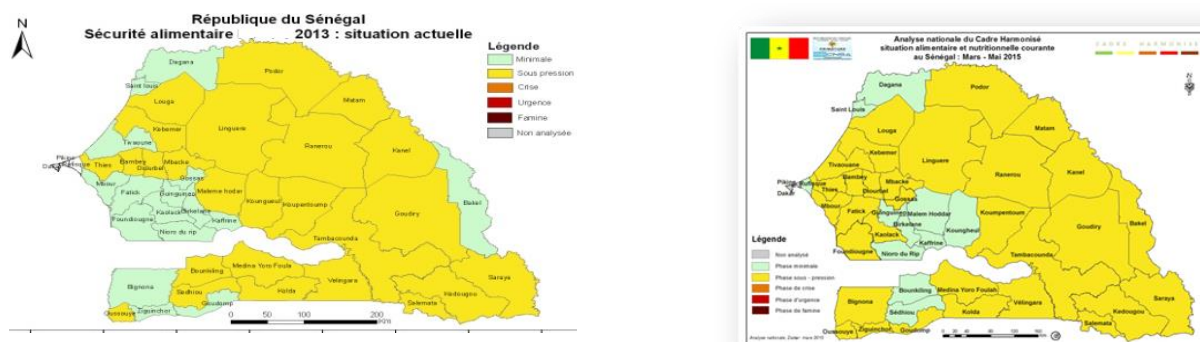 N
République du Sénégal
Sécurité alimentaire 2013 : situation actuelle
Légende
Minimale
Sous pression
Crise
Urgence
Famine
Non analysée
Dagana
Podor
Saint louis
Louga
Matam
Kebemer
Linguere
Tivaoune
Ranerou
Kanel
Thies
Bambey
Mbacke
Diourbel
Gossas
Mbour
Fatick
Guinguineo
Maleme hodar
Koungueul
Koupentoump
Bakel
Kaolack
Birkelane
Kaffrine
Goudiry
Foundiougne
Nioro du rip
Tambacounda
Medina Yoro Foula
Bounkiling
Velingara
Saraya
Bignona
Sedhiou
Kolda
Kedougou
Goudomp
Salemata
Oussouye
Ziguinchor
0 50 100 200
Km
Analyse nationale du Cadre Harmonisé
situation alimentaire et nutritionnelle courante
au Sénégal : Mars - Mai 2015
CADRE HARMONISE
Dagana
Podor
Saint Louis
Louga
Matam
Kebemer
Linguere
Tivaouane
Ranerou
Kanel
Pikine
Rufisque
Dakar
Bambey
Mbacke
Thies
Diourbel
Gossas
Mbour
Fatick
Guinguineo
Malem Hoddar
Koumpentoum
Bakel
Birkelane
Koungheul
Goudiry
Kaolack
Kaffrine
Foundiougne
Nioro du Rip
Tambacounda
Légende
Non analysé
Phase minimale
Phase sous - pression
Phase de crise
Phase d'urgence
Phase de famine
Bounkiling
Medina Yoro Foulah
Vélingara
Saraya
Bignona
Sédhiou
Kolda
Kedougou
Salemata
Oussouye
Ziguinchor
Goudomp